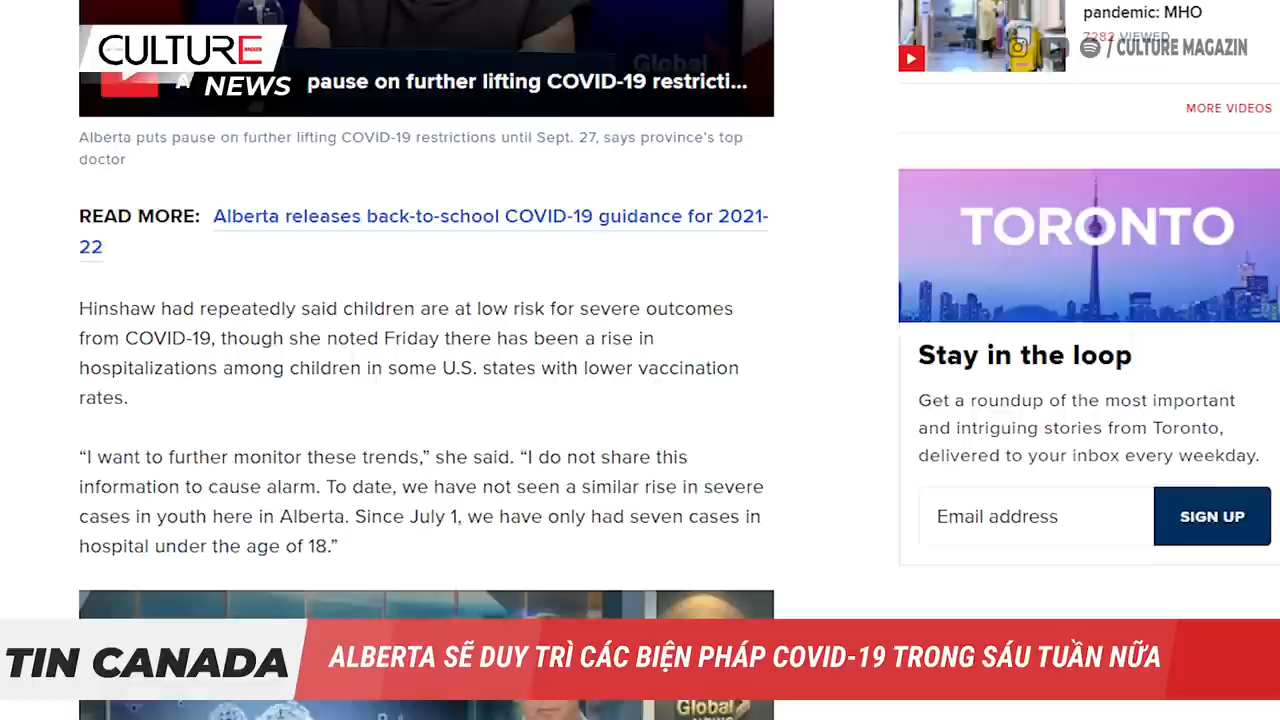 CULTURE
MAGAZIN
NEWS
Global
A pause on further lifting COVID-19 restricti...
Alberta puts pause on further lifting COVID-19 restrictions until Sept. 27, says province's top
doctor
READ MORE: Alberta releases back-to-school COVID-19 guidance for 2021-
22
Hinshaw had repeatedly said children are at low risk for severe outcomes
from COVID-19, though she noted Friday there has been a rise in
hospitalizations among children in some U.S. states with lower vaccination
rates.
“I want to further monitor these trends,” she said. “I do not share this
information to cause alarm. To date, we have not seen a similar rise in severe
cases in youth here in Alberta. Since July 1, we have only had seven cases in
hospital under the age of 18.”
pandemic: MHO
7282 VIEWED
/ CULTURE MAGAZIN
MORE VIDEOS
TORONTO
Stay in the loop
Get a roundup of the most important
and intriguing stories from Toronto,
delivered to your inbox every weekday.
Email address
SIGN UP
TIN CANADA
ALBERTA SẼ DUY TRÌ CÁC BIỆN PHÁP COVID-19 TRONG SÁU TUẦN NỮA
Global